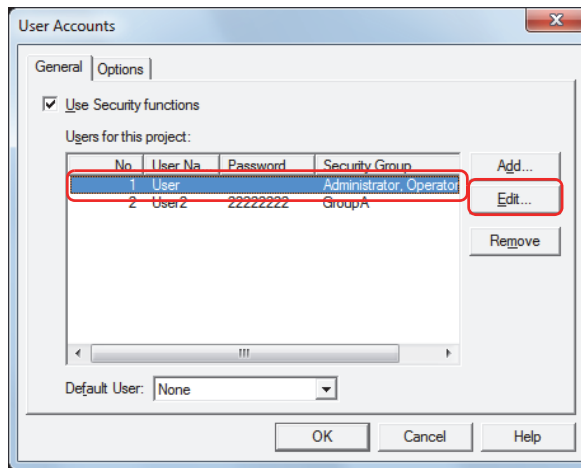 User Accounts
General Options
Use Security functions
Users for this project:
No User Na Password Security Group
1 User Administrator, Operator
2 User2 22222222 GroupA
Add...
Edit...
Remove
Default User: None
OK Cancel Help